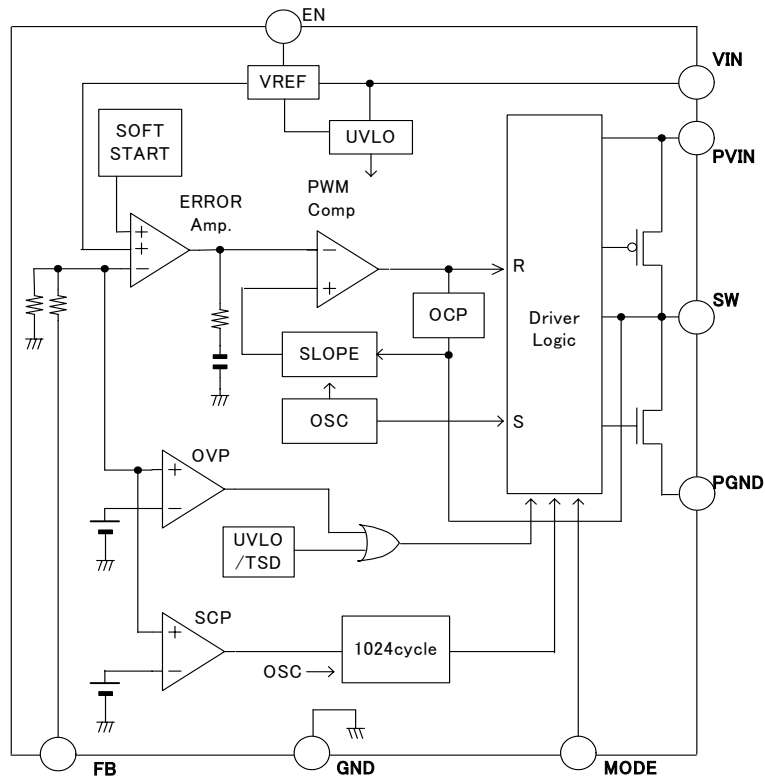 EN
VIN
VREF
SOFT
START
UVLO
PVIN
ERROR
Amp.
PWM
Comp
+
+
−
−
+
R
OCP
Driver
Logic
SW
SLOPE
OSC
S
OVP
+
−
PGND
UVLO
/TSD
SCP
+
−
1024cycle
OSC
FB
GND
MODE